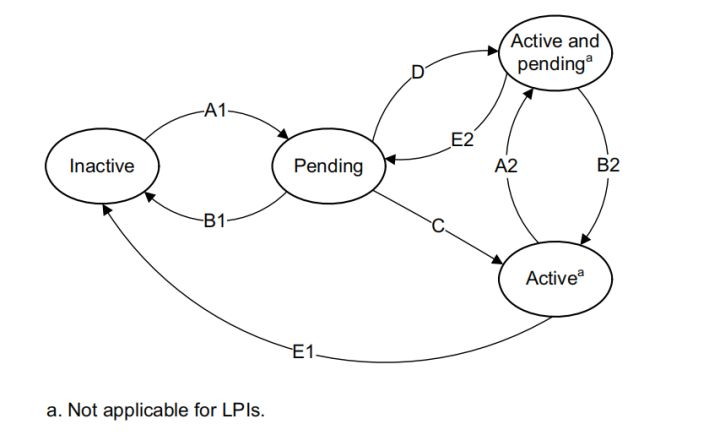 Active and
pendingª
D
A1
E2
Inactive
Pending
A2
B2
B1
C
Activeª
E1
a. Not applicable for LPIs.